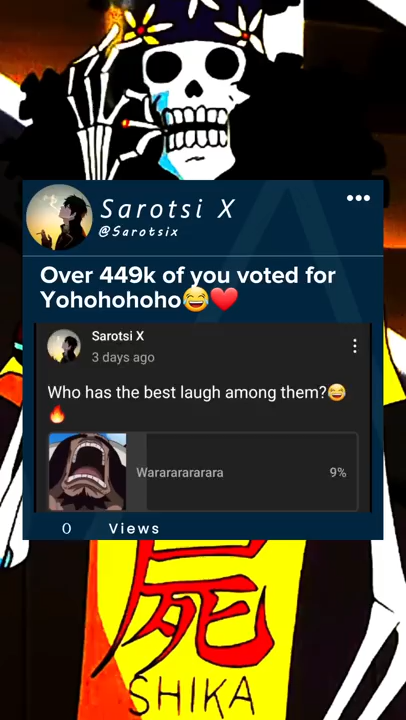 Sarotsi X
@Sarotsix
Over 449k of you voted for
Yohohohoho😂❤️
Sarotsi X
3 days ago
Who has the best laugh among them?😄
🔥
Wararararara
9%
0 Views
屍
SHIKA